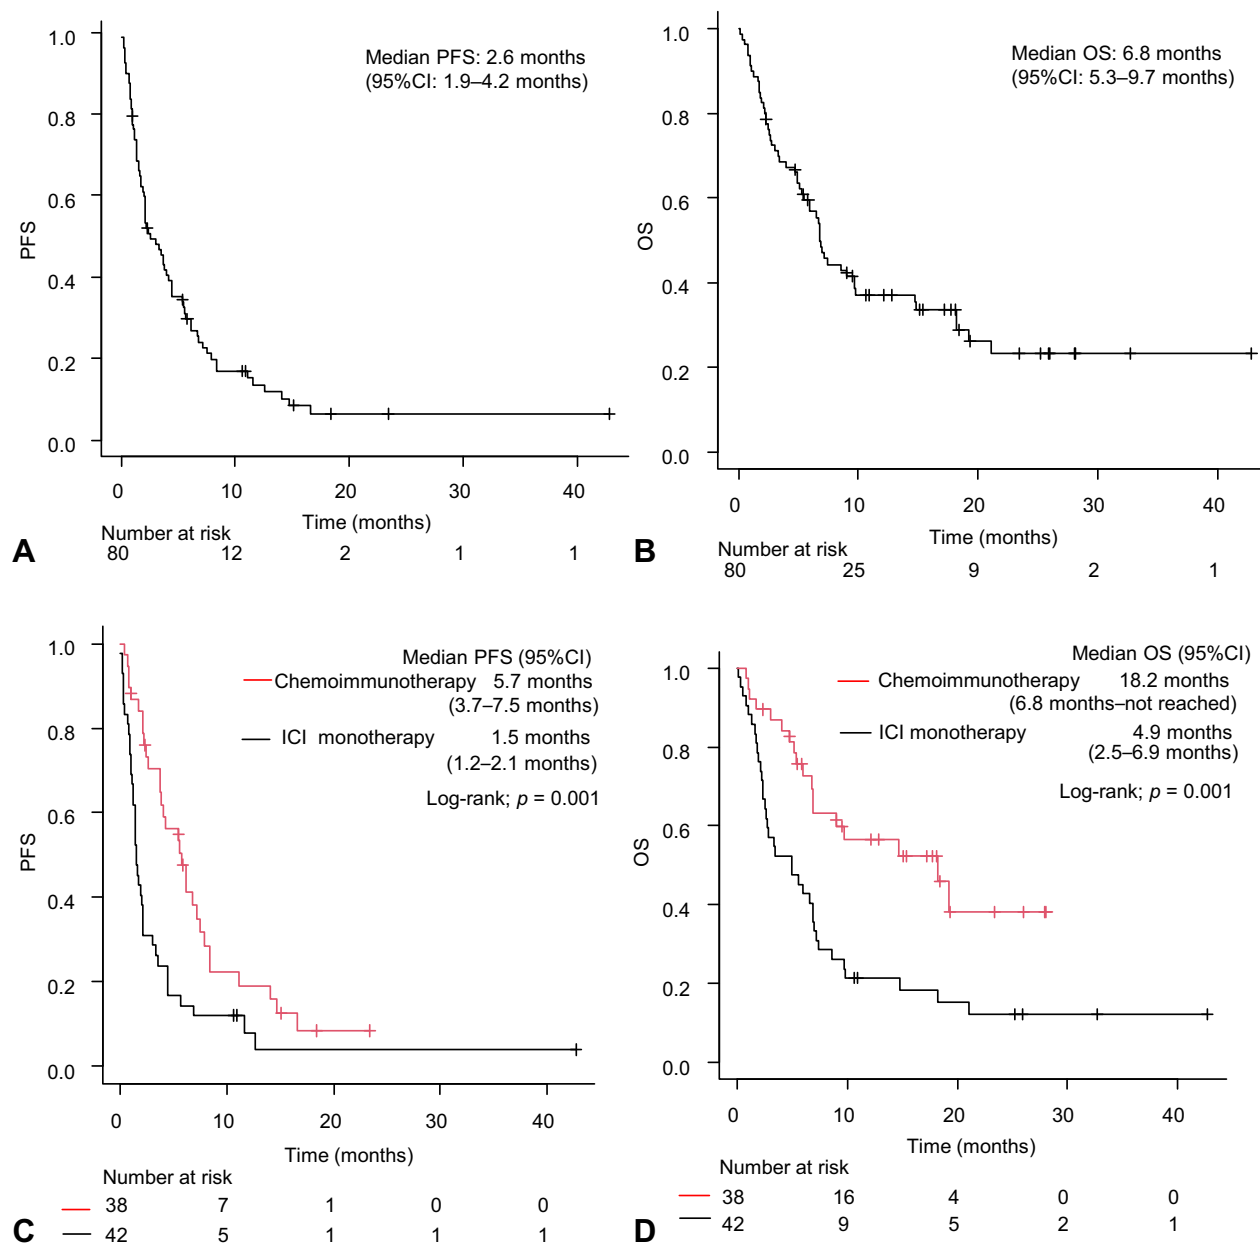 1.0
0.8
0.6
0.4
0.2
0.0
PFS
Median PFS: 2.6 months
(95%CI: 1.9–4.2 months)
0 10 20 30 40
Time (months)
Number at risk
80 12 2 1 1
A
1.0
0.8
0.6
0.4
0.2
0.0
OS
Median OS: 6.8 months
(95%CI: 5.3–9.7 months)
0 10 20 30 40
Time (months)
Number at risk
80 25 9 2 1
B
1.0
0.8
0.6
0.4
0.2
0.0
PFS
Median PFS (95%CI)
Chemoimmunotherapy 5.7 months
(3.7–7.5 months)
ICI monotherapy 1.5 months
(1.2–2.1 months)
Log-rank; p = 0.001
0 10 20 30 40
Time (months)
Number at risk
38 7 1 0 0
42 5 1 1 1
C
1.0
0.8
0.6
0.4
0.2
0.0
OS
Median OS (95%CI)
Chemoimmunotherapy 18.2 months
(6.8 months–not reached)
ICI monotherapy 4.9 months
(2.5–6.9 months)
Log-rank; p = 0.001
0 10 20 30 40
Time (months)
Number at risk
38 16 4 0 0
42 9 5 2 1
D